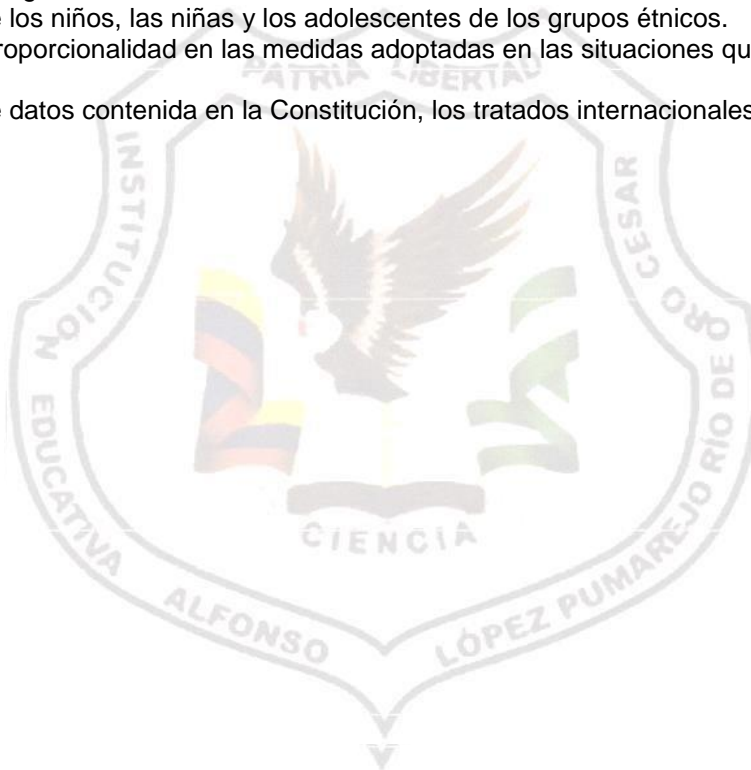 e los niños, las niñas y los adolescentes de los grupos étnicos.
roporcionalidad en las medidas adoptadas en las situaciones qu
PATRIA LIBERTAD
e datos contenida en la Constitución, los tratados internacionales
INSTITUCIÓN EDUCATIVA ALFONSO LÓPEZ PUMAREJO RÍO DE ORO CESAR
CIENCIA